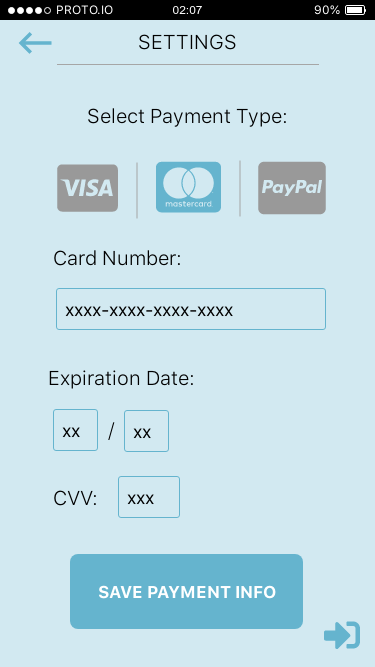 PROTO.IO 02:07 90%
SETTINGS
Select Payment Type:
VISA mastercard PayPal
Card Number:
xxxx-xxxx-xxxx-xxxx
Expiration Date:
xx / xx
CVV: xxx
SAVE PAYMENT INFO